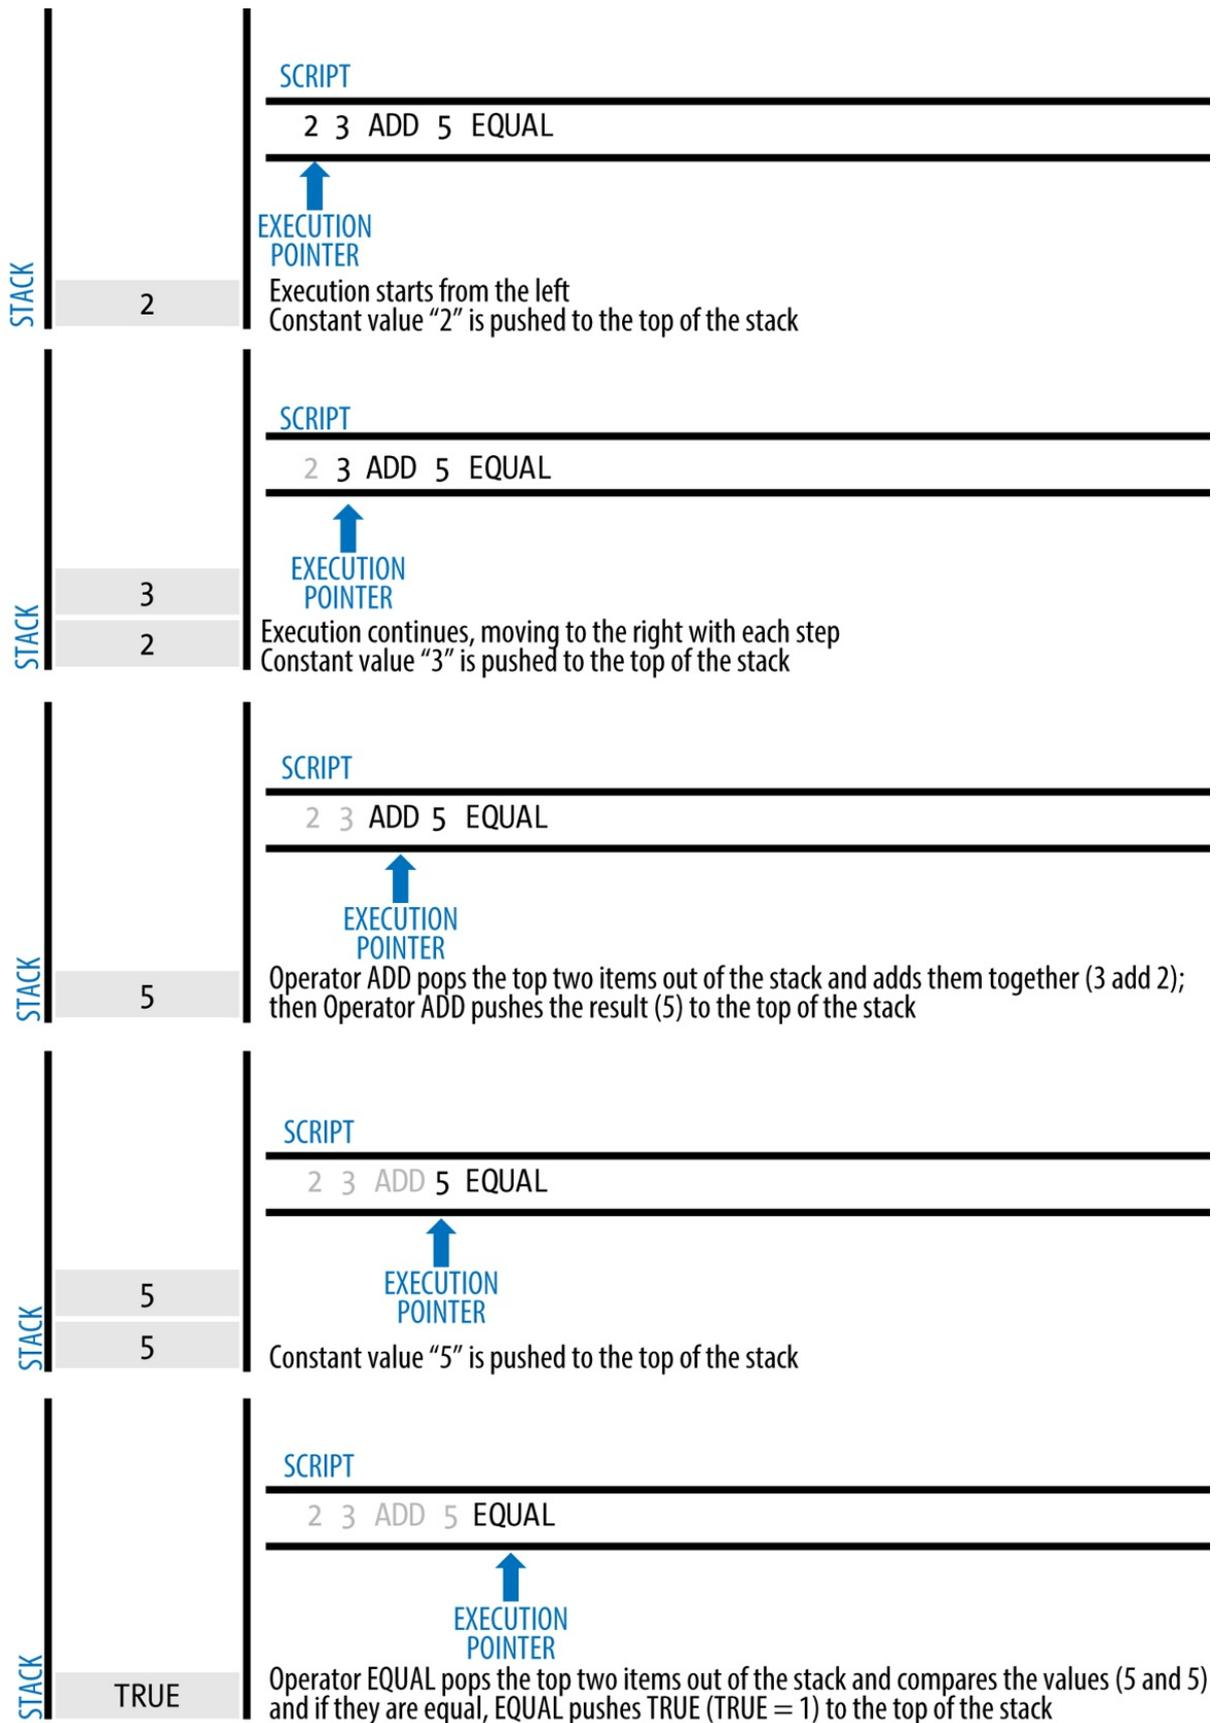 SCRIPT
2 3 ADD 5 EQUAL
EXECUTION
POINTER
STACK
2
Execution starts from the left
Constant value “2” is pushed to the top of the stack
SCRIPT
2 3 ADD 5 EQUAL
EXECUTION
POINTER
STACK
3
2
Execution continues, moving to the right with each step
Constant value “3” is pushed to the top of the stack
SCRIPT
2 3 ADD 5 EQUAL
EXECUTION
POINTER
STACK
5
Operator ADD pops the top two items out of the stack and adds them together (3 add 2);
then Operator ADD pushes the result (5) to the top of the stack
SCRIPT
2 3 ADD 5 EQUAL
EXECUTION
POINTER
STACK
5
5
Constant value “5” is pushed to the top of the stack
SCRIPT
2 3 ADD 5 EQUAL
EXECUTION
POINTER
STACK
TRUE
Operator EQUAL pops the top two items out of the stack and compares the values (5 and 5)
and if they are equal, EQUAL pushes TRUE (TRUE = 1) to the top of the stack